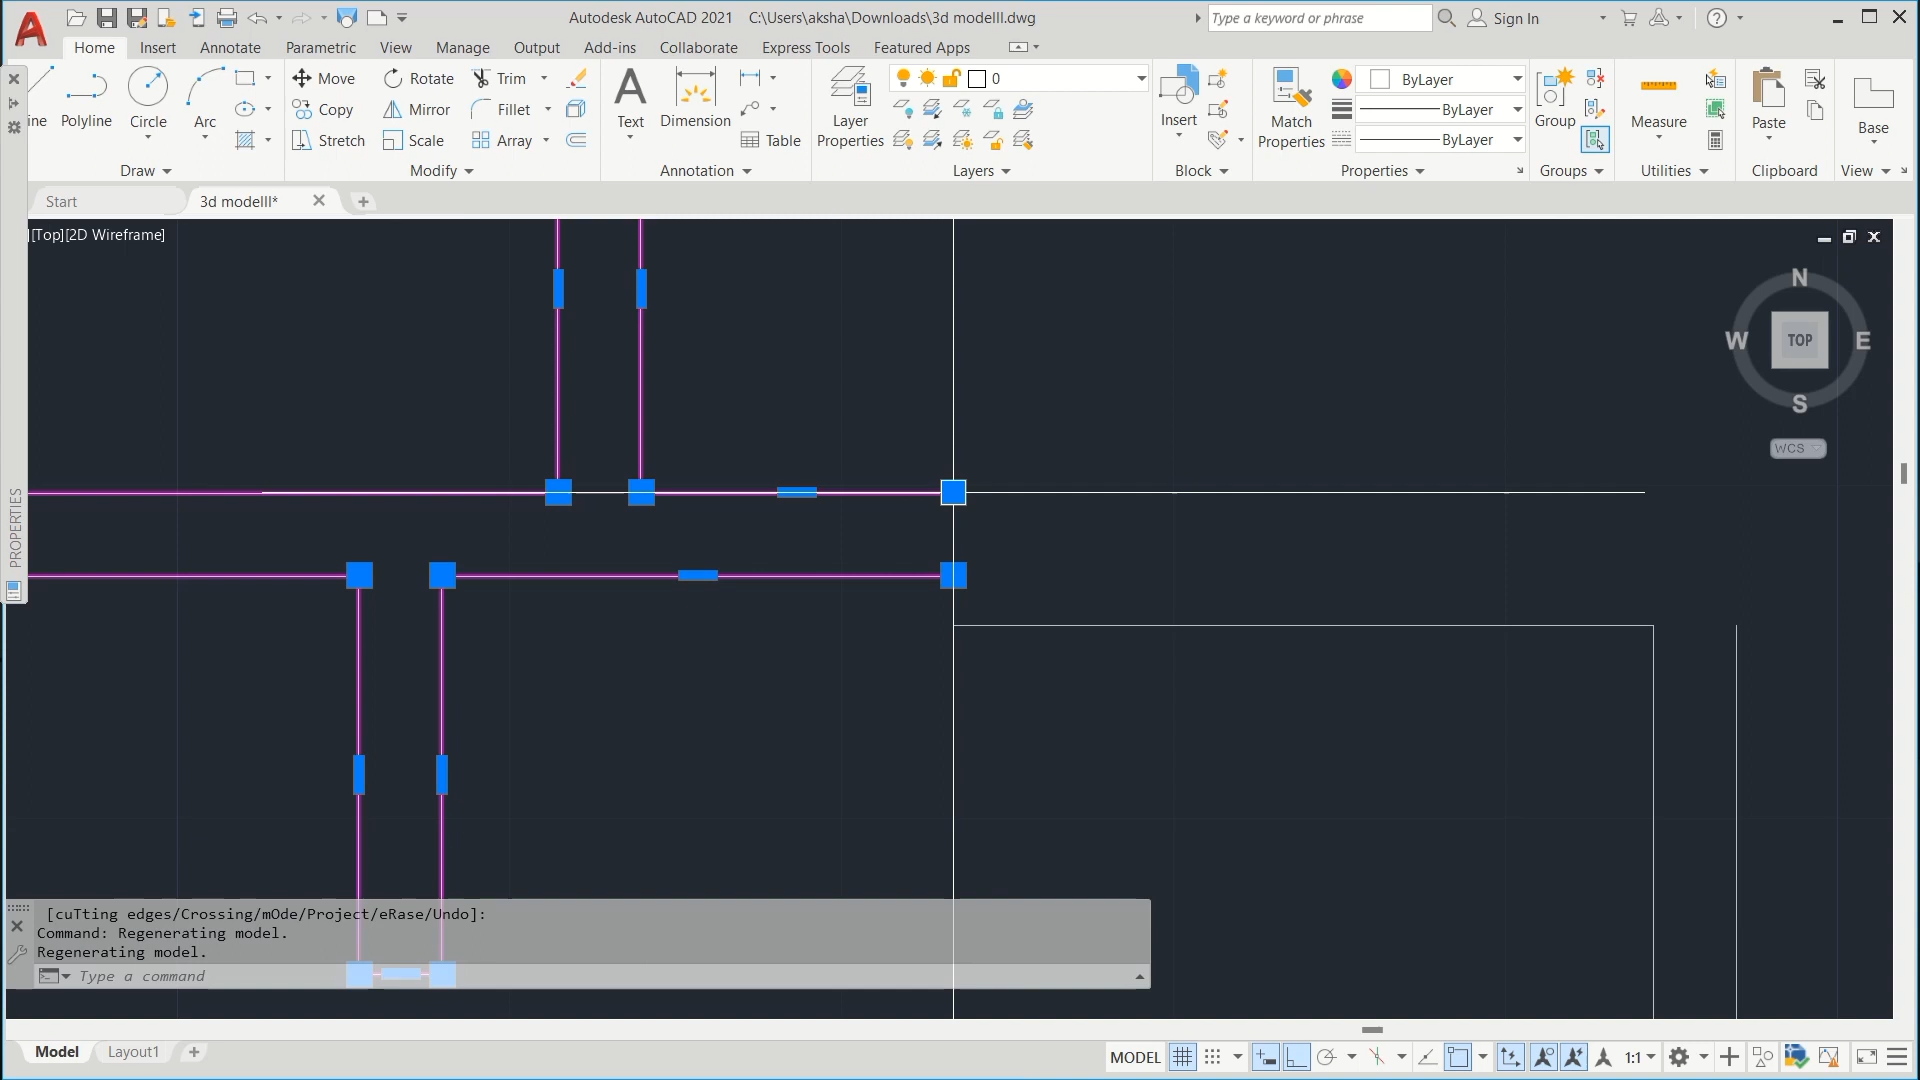 Autodesk AutoCAD 2021 C:\Users\aksha\Downloads\3d modelll.dwg
Type a keyword or phrase
Sign In
Home Insert Annotate Parametric View Manage Output Add-ins Collaborate Express Tools Featured Apps
Move Rotate Trim
0
ByLayer
Copy Mirror Fillet
ByLayer
ine Polyline Circle Arc
Text Dimension
Layer
Properties
Insert
Match
Properties
Group
Measure
Paste
Base
Stretch Scale Array
Table
ByLayer
Draw Modify Annotation Layers Block Properties Groups Utilities Clipboard View
Start 3d modelll*
[Top][2D Wireframe]
N
W TOP E
S
WCS
PROPERTIES
[cuTting edges/Crossing/mOde/Project/eRase/Undo]:
Command: Regenerating model.
Regenerating model.
Type a command
Model Layout1
MODEL 1:1